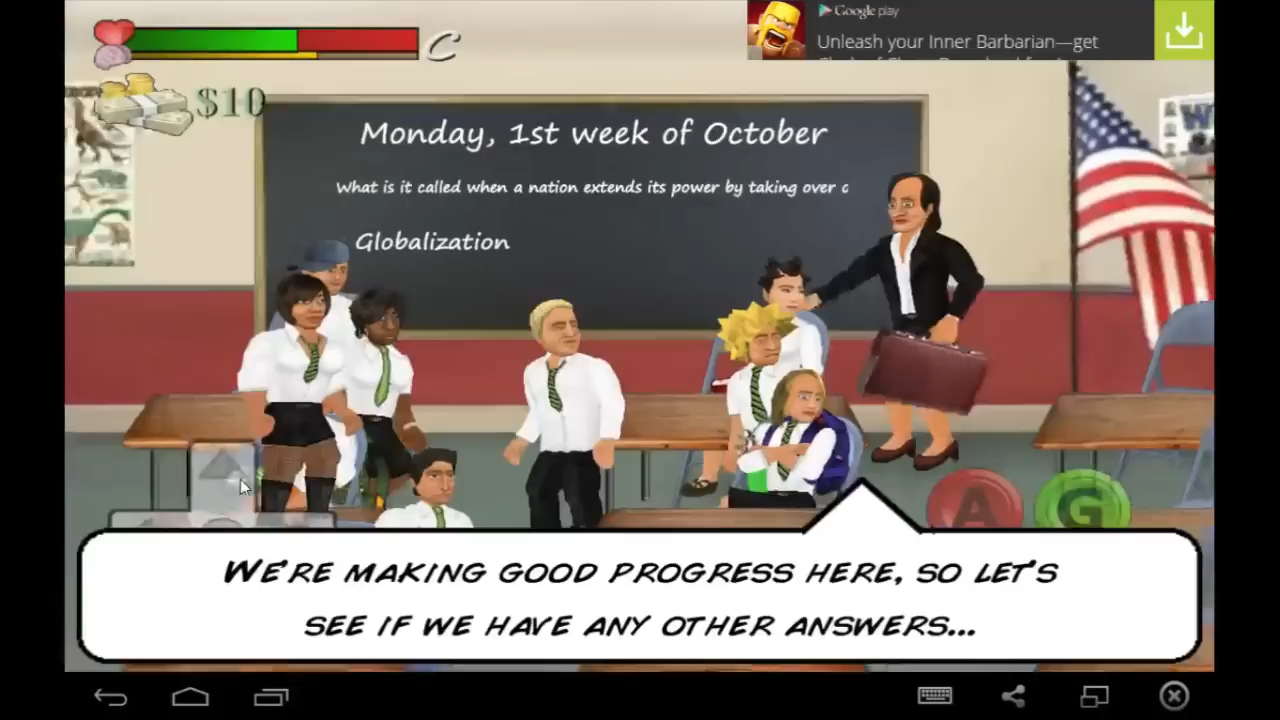 C
Google play
Unleash your Inner Barbarian—get
$10
Monday, 1st week of October
What is it called when a nation extends its power by taking over
Globalization
A
G
WE'RE MAKING GOOD PROGRESS HERE, SO LET'S
SEE IF WE HAVE ANY OTHER ANSWERS...